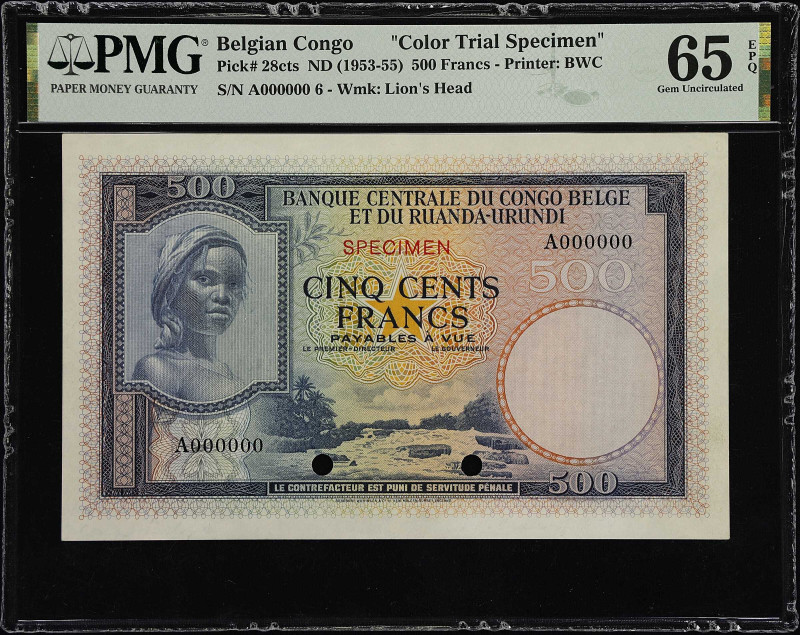 PMG®
PAPER MONEY GUARANTY
Belgian Congo "Color Trial Specimen"
Pick# 28cts ND (1953-55) 500 Francs - Printer: BWC
S/N A000000 6 - Wmk: Lion's Head
65 EPQ
Gem Uncirculated
500
BANQUE CENTRALE DU CONGO BELGE
ET DU RUANDA-URUNDI
SPECIMEN
A000000
500
CINQ CENTS
FRANCS
PAYABLES A VUE
LE PREMIER-DIRECTEUR LE GOUVERNEUR
A000000
LE CONTREFACTEUR EST PUNI DE SERVITUDE PÉNALE
500